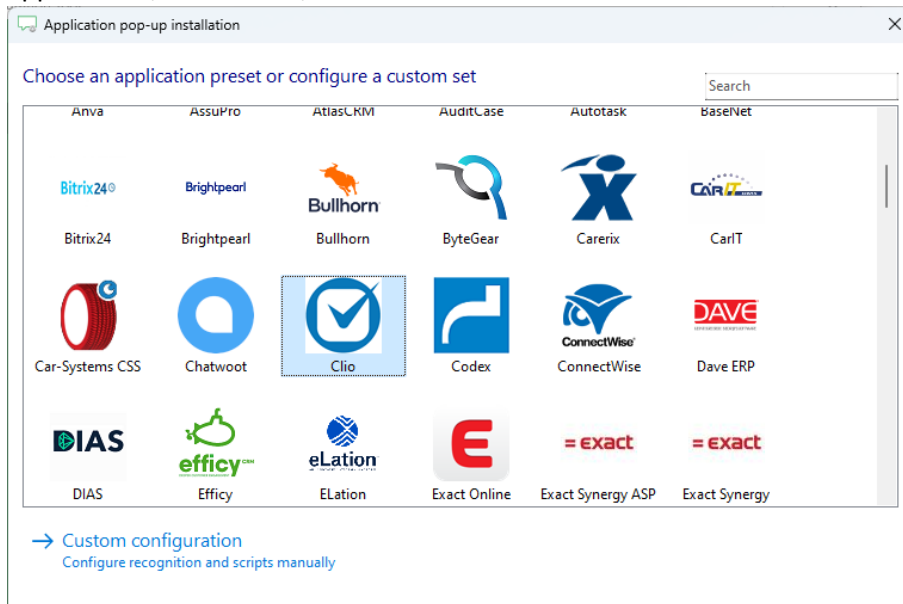 Application pop-up installation
Choose an application preset or configure a custom set
Search
Anva AssuPro AtlasCRM AuditCase Autotask BaseNet
Bitrix24 Brightpearl Bullhorn CarIT
Bitrix24 Brightpearl Bullhorn ByteGear Carerix CarIT
ConnectWise DAVE
Car-Systems CSS Chatwoot Clio Codex ConnectWise Dave ERP
DIAS efficy CRM eLation E = exact = exact
DIAS Efficy ELation Exact Online Exact Synergy ASP Exact Synergy
Custom configuration
Configure recognition and scripts manually